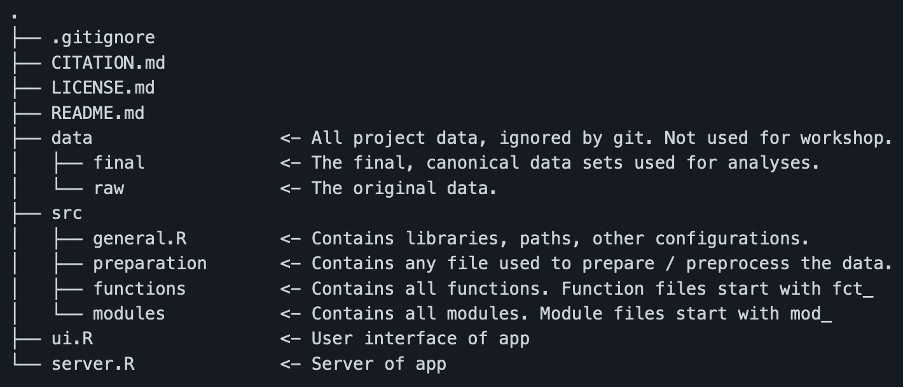 .
├── .gitignore
├── CITATION.md
├── LICENSE.md
├── README.md
├── data                  <- All project data, ignored by git. Not used for workshop.
│   ├── final             <- The final, canonical data sets used for analyses.
│   └── raw               <- The original data.
├── src
│   ├── general.R         <- Contains libraries, paths, other configurations.
│   ├── preparation       <- Contains any file used to prepare / preprocess the data.
│   ├── functions         <- Contains all functions. Function files start with fct_
│   └── modules           <- Contains all modules. Module files start with mod_
├── ui.R                  <- User interface of app
└── server.R              <- Server of app